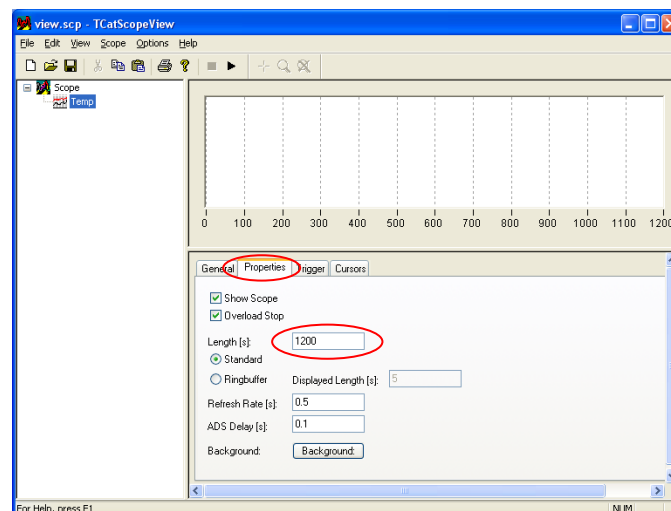 view.scp - TCatScopeView
File Edit View Scope Options Help
Scope
Temp
0 100 200 300 400 500 600 700 800 900 1000 1100 1200
General Properties Trigger Cursors
Show Scope
Overload Stop
Length [s]: 1200
Standard
Ringbuffer Displayed Length [s]: 5
Refresh Rate [s]: 0.5
ADS Delay [s]: 0.1
Background: Background:
For Help, press F1 NUM